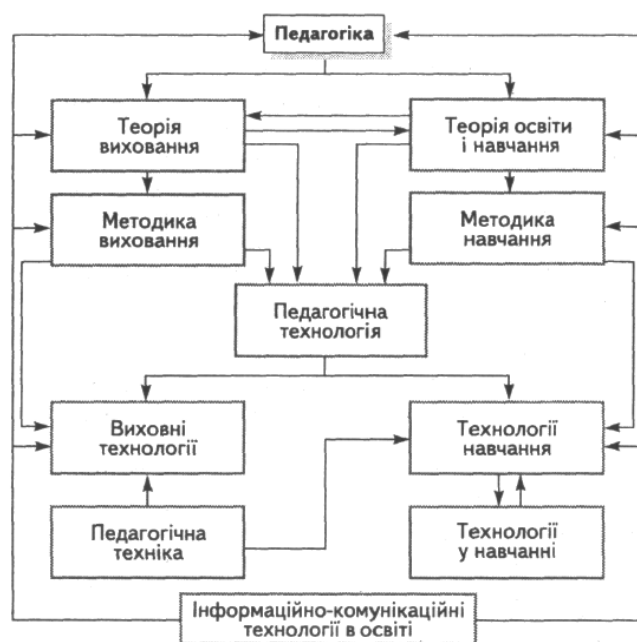 Педагогіка
Теорія
виховання
Теорія освіти
і навчання
Методика
виховання
Методика
навчання
Педагогічна
технологія
Виховні
технології
Технології
навчання
Педагогічна
техніка
Технології
у навчанні
Інформаційно-комунікаційні
технології в освіті